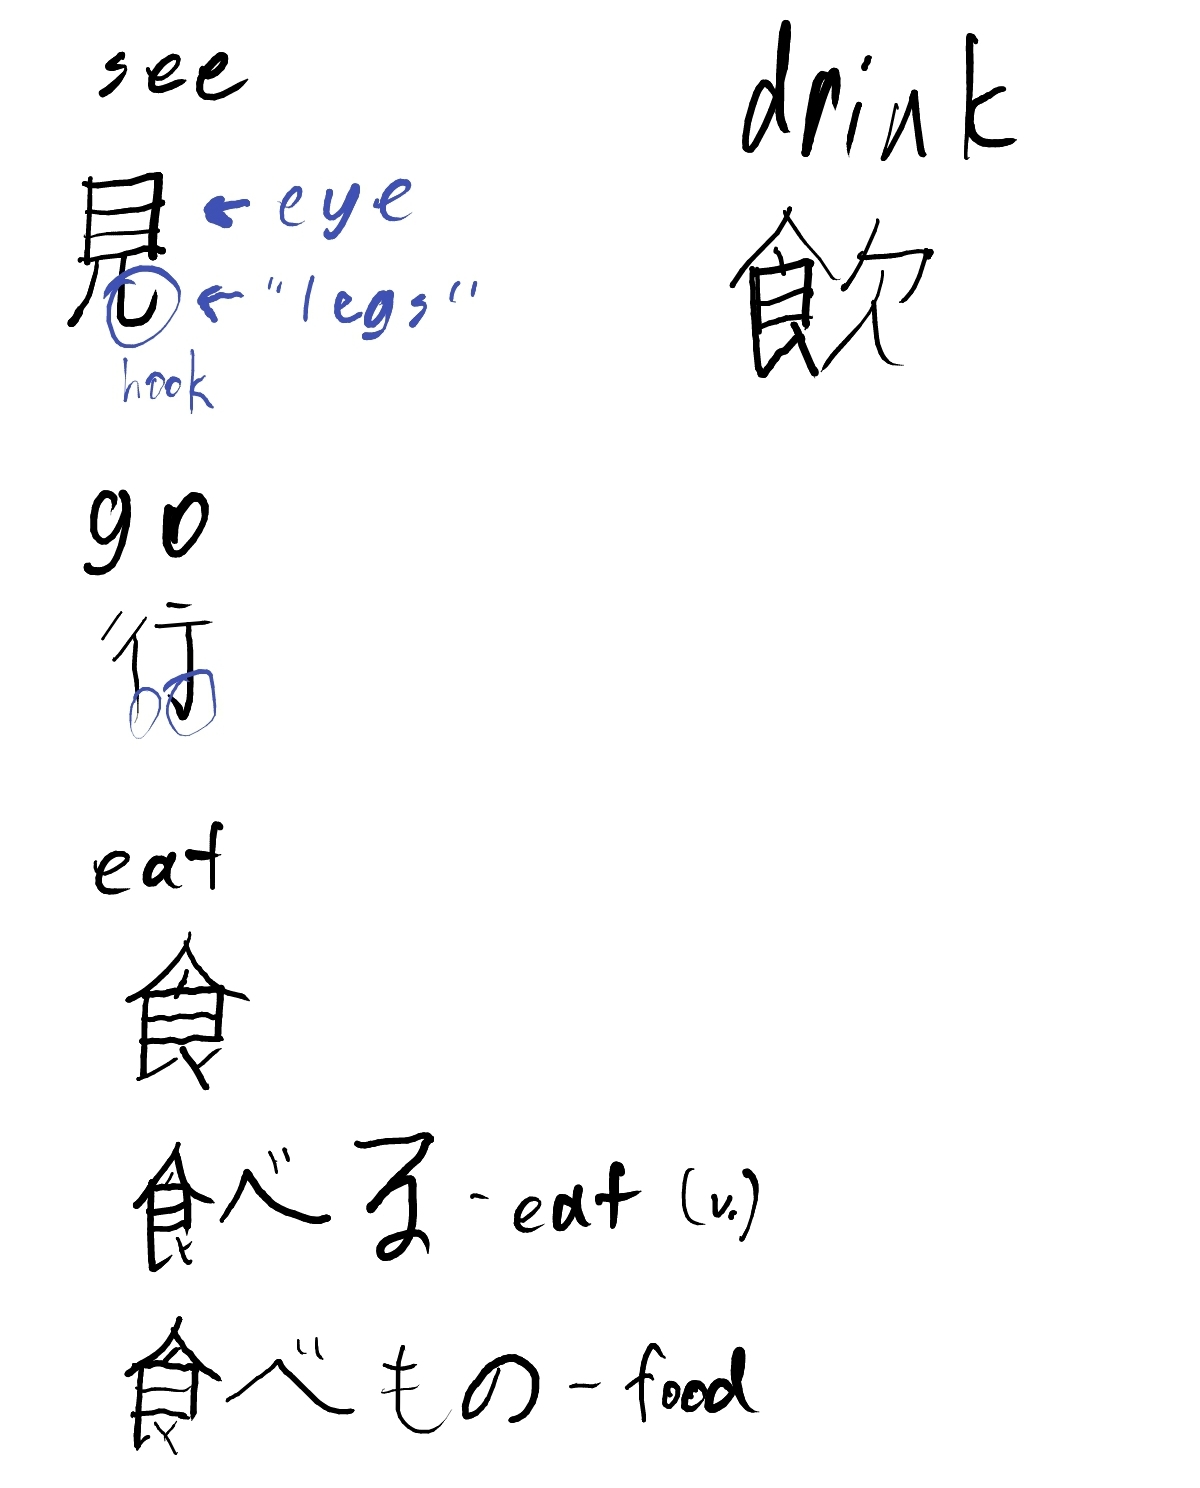 see
見 ← eye
← "legs"
hook
go
行
eat
食
食べる - eat (v.)
食べもの - food
drink
飲